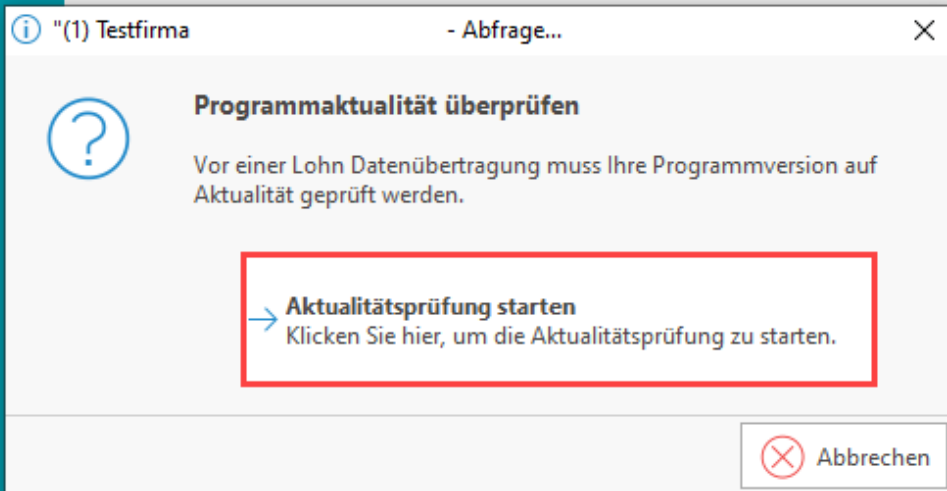 "(1) Testfirma - Abfrage...
Programmaktualität überprüfen
Vor einer Lohn Datenübertragung muss Ihre Programmversion auf
Aktualität geprüft werden.
Aktualitätsprüfung starten
Klicken Sie hier, um die Aktualitätsprüfung zu starten.
Abbrechen